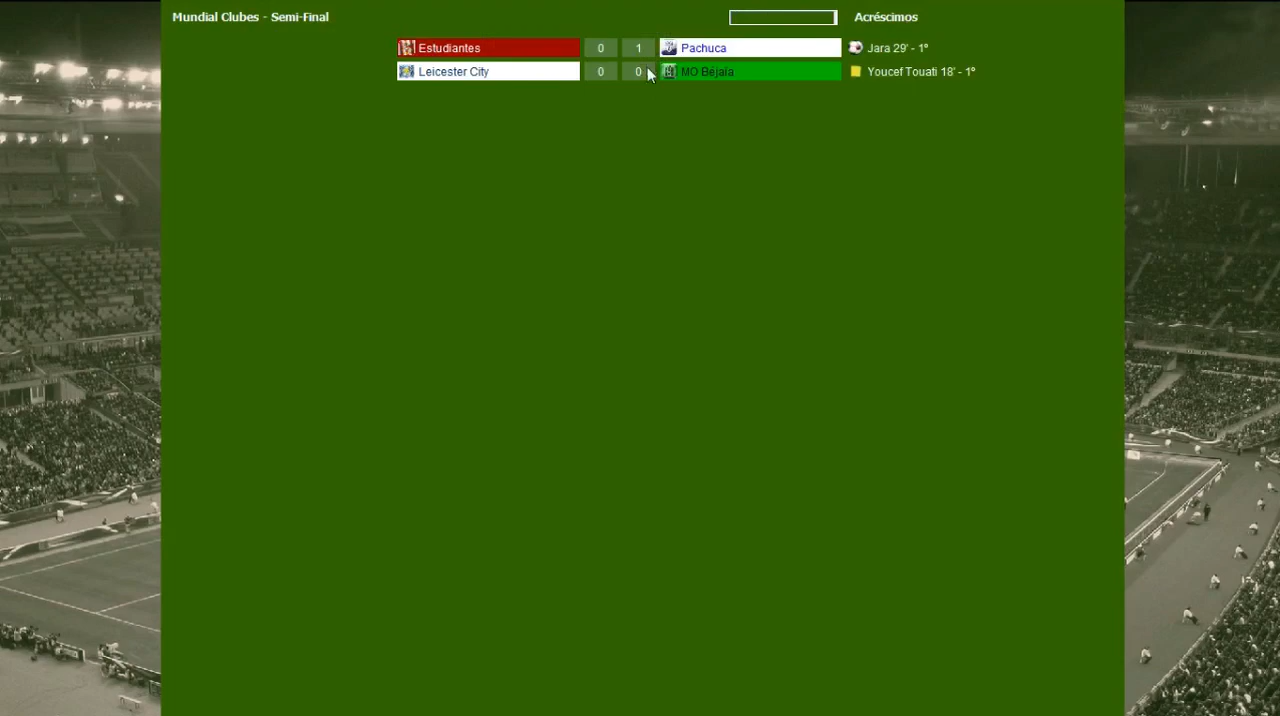 Mundial Clubes - Semi-Final Acréscimos
Estudiantes 0 1 Pachuca Jara 29' - 1º
Leicester City 0 0 MO Béjaïa Youcef Touati 18' - 1º